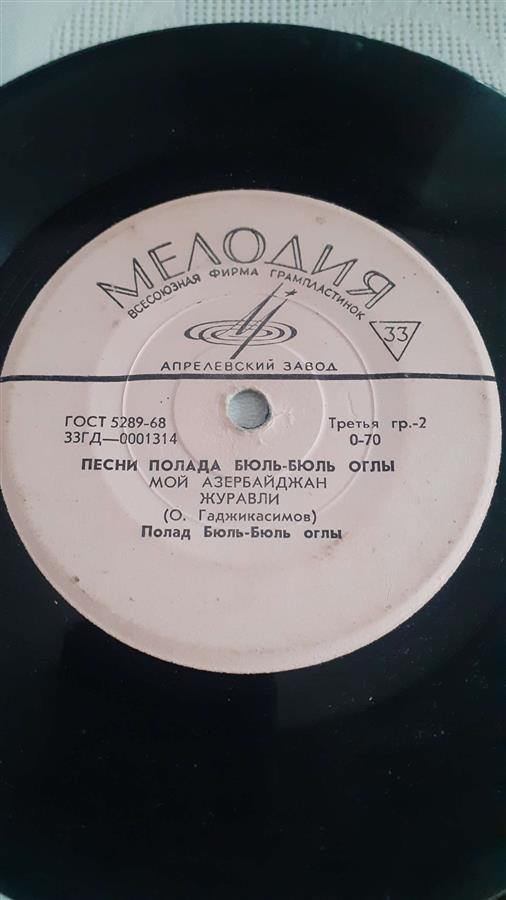 МЕЛОДИЯ
ВСЕСОЮЗНАЯ ФИРМА ГРАМПЛАСТИНОК
33
АПРЕЛЕВСКИЙ ЗАВОД
ГОСТ 5289-68 Третья гр.-2
33ГД—0001314 0-70
ПЕСНИ ПОЛАДА БЮЛЬ-БЮЛЬ ОГЛЫ
МОЙ АЗЕРБАЙДЖАН
ЖУРАВЛИ
(О. Гаджикасимов)
Полад Бюль-Бюль оглы